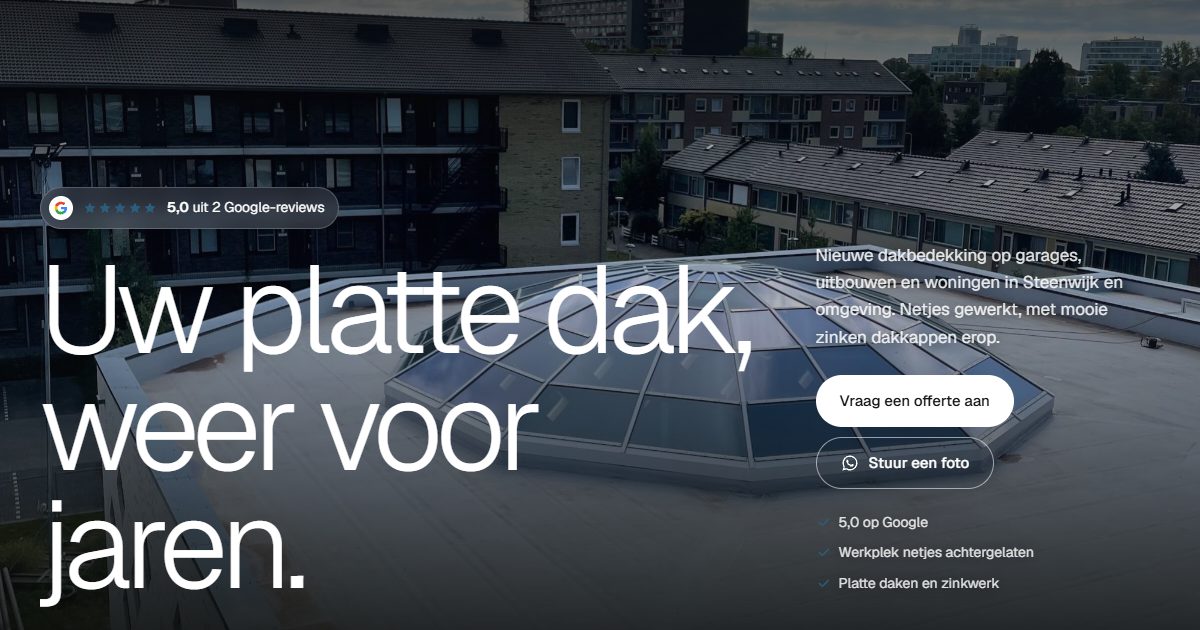 5,0 uit 2 Google-reviews
Uw platte dak,
weer voor
jaren.
Nieuwe dakbedekking op garages,
uitbouwen en woningen in Steenwijk en
omgeving. Netjes gewerkt, met mooie
zinken dakkappen erop.
Vraag een offerte aan
Stuur een foto
5,0 op Google
Werkplek netjes achtergelaten
Platte daken en zinkwerk